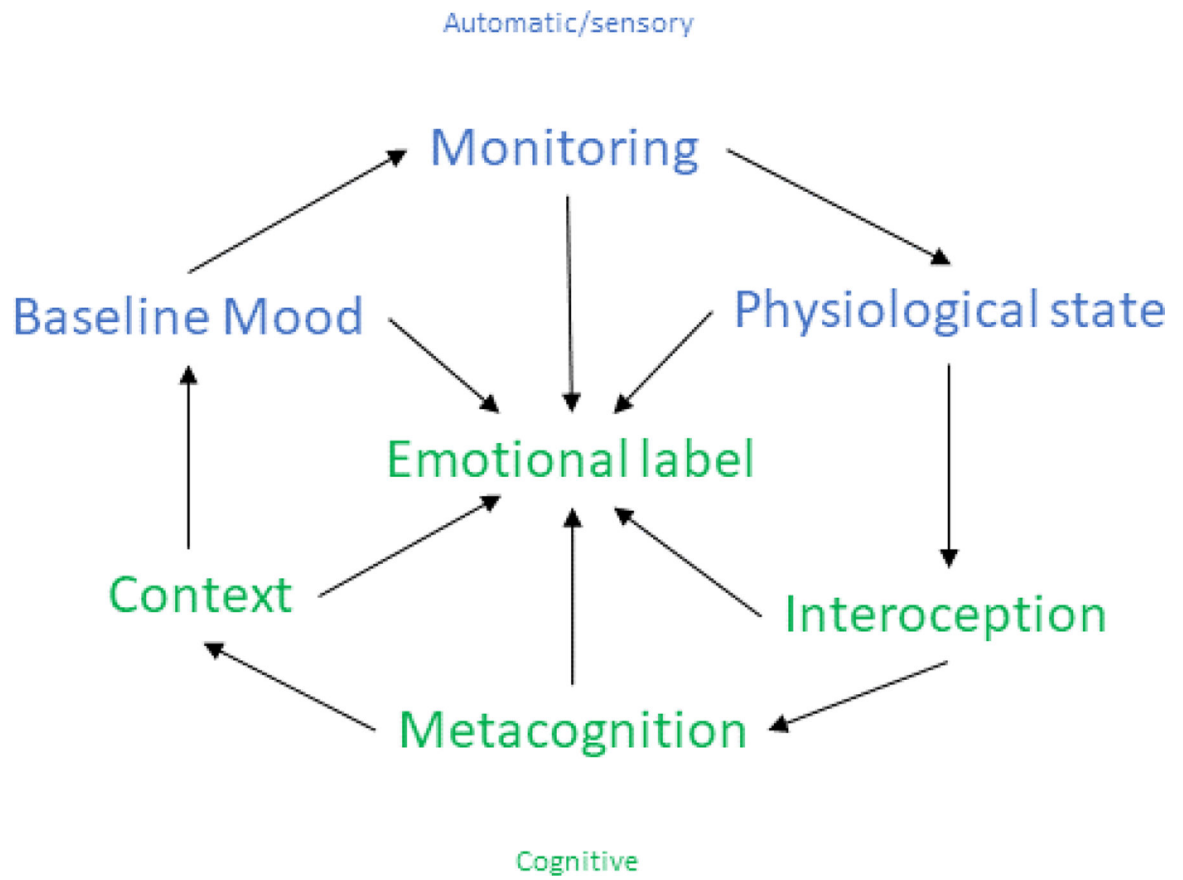 Automatic/sensory
Monitoring
Baseline Mood
Physiological state
Emotional label
Context
Interoception
Metacognition
Cognitive